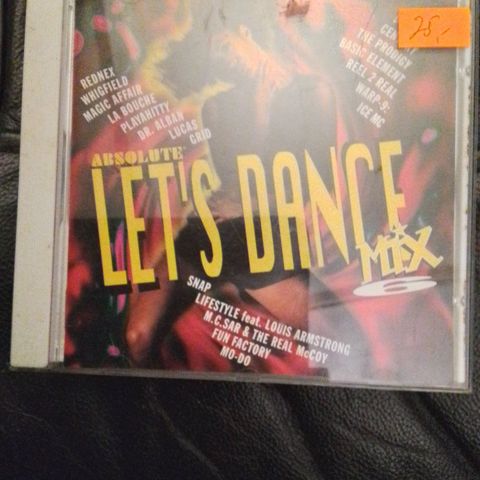 25,-
REDNEX
WHIGFIELD
MAGIC AFFAIR
LA BOUCHE
PLAYAHITTY
DR. ALBAN
LUCAS
GRID
THE PRODIGY
BASIC ELEMENT
REEL 2 REAL
WARP-9
ICE MC
ABSOLUTE
LET'S DANCE
MIX
6
SNAP
LIFESTYLE feat. LOUIS ARMSTRONG
M.C.SAR & THE REAL McCOY
FUN FACTORY
MO-DO